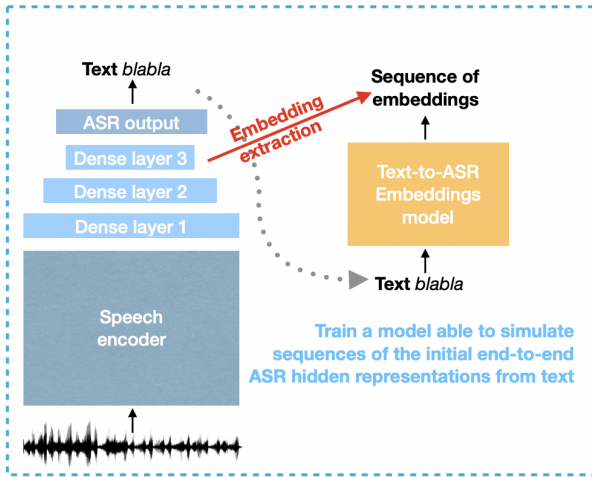 Text blabla
ASR output
Dense layer 3
Dense layer 2
Dense layer 1
Speech
encoder
Embedding
extraction
Sequence of
embeddings
Text-to-ASR
Embeddings
model
Text blabla
Train a model able to simulate
sequences of the initial end-to-end
ASR hidden representations from text